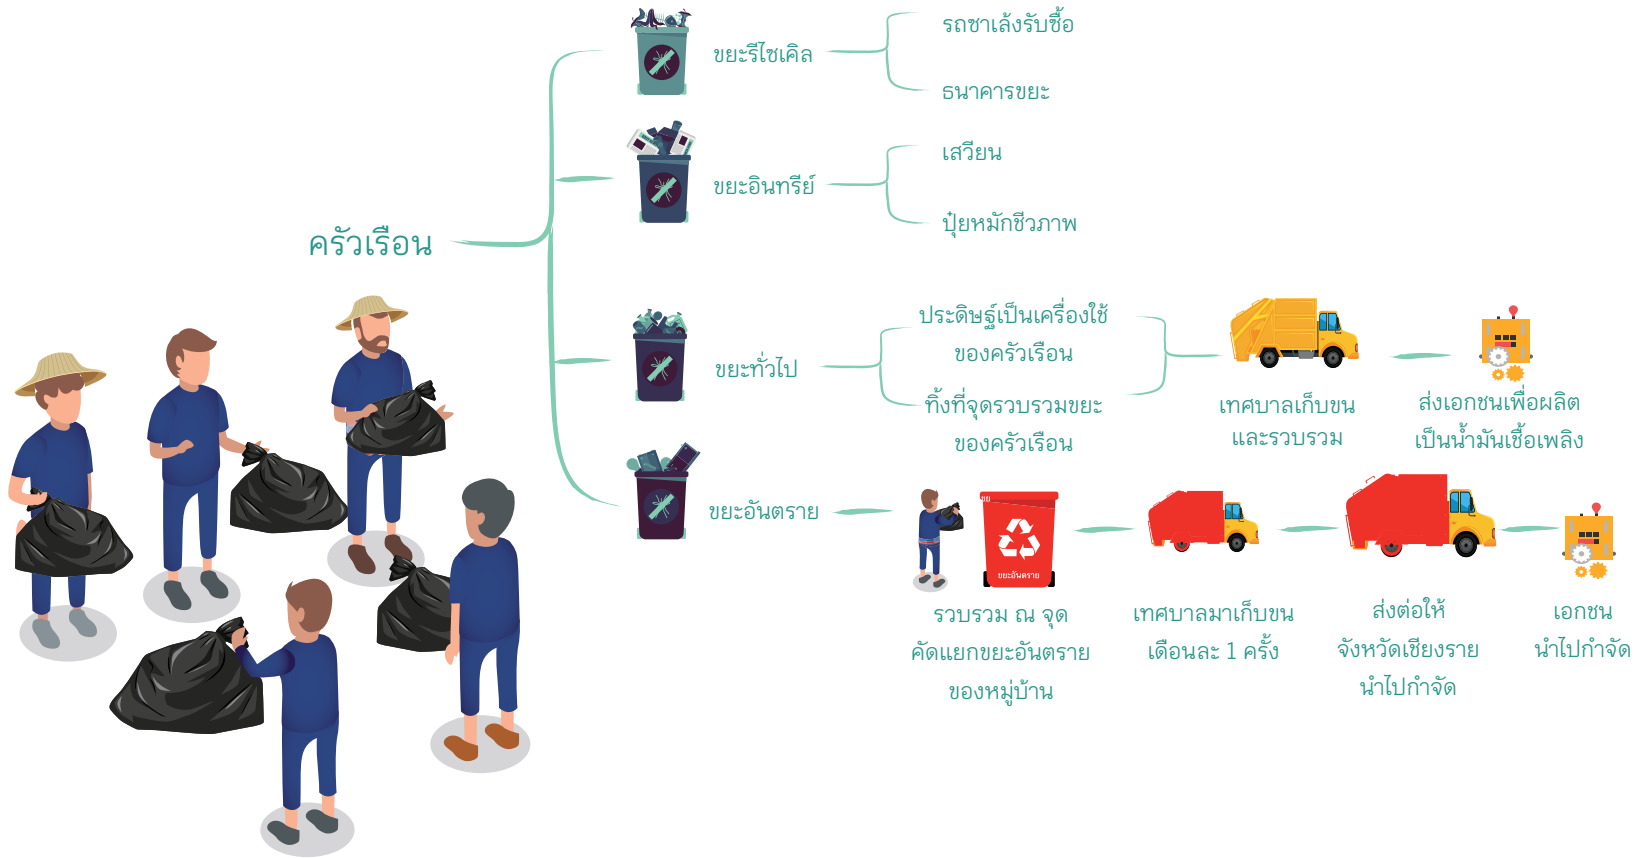 ครัวเรือน
ขยะรีไซเคิล
รถซาเล้งรับซื้อ
ธนาคารขยะ
ขยะอินทรีย์
เสวียน
ปุ๋ยหมักชีวภาพ
ขยะทั่วไป
ประดิษฐ์เป็นเครื่องใช้
ของครัวเรือน
ทิ้งที่จุดรวบรวมขยะ
ของครัวเรือน
เทศบาลเก็บขน
และรวบรวม
ส่งเอกชนเพื่อผลิต
เป็นน้ำมันเชื้อเพลิง
ขยะอันตราย
ขย
ขยะอันตราย
รวบรวม ณ จุด
คัดแยกขยะอันตราย
ของหมู่บ้าน
เทศบาลมาเก็บขน
เดือนละ 1 ครั้ง
ส่งต่อให้
จังหวัดเชียงราย
นำไปกำจัด
เอกชน
นำไปกำจัด